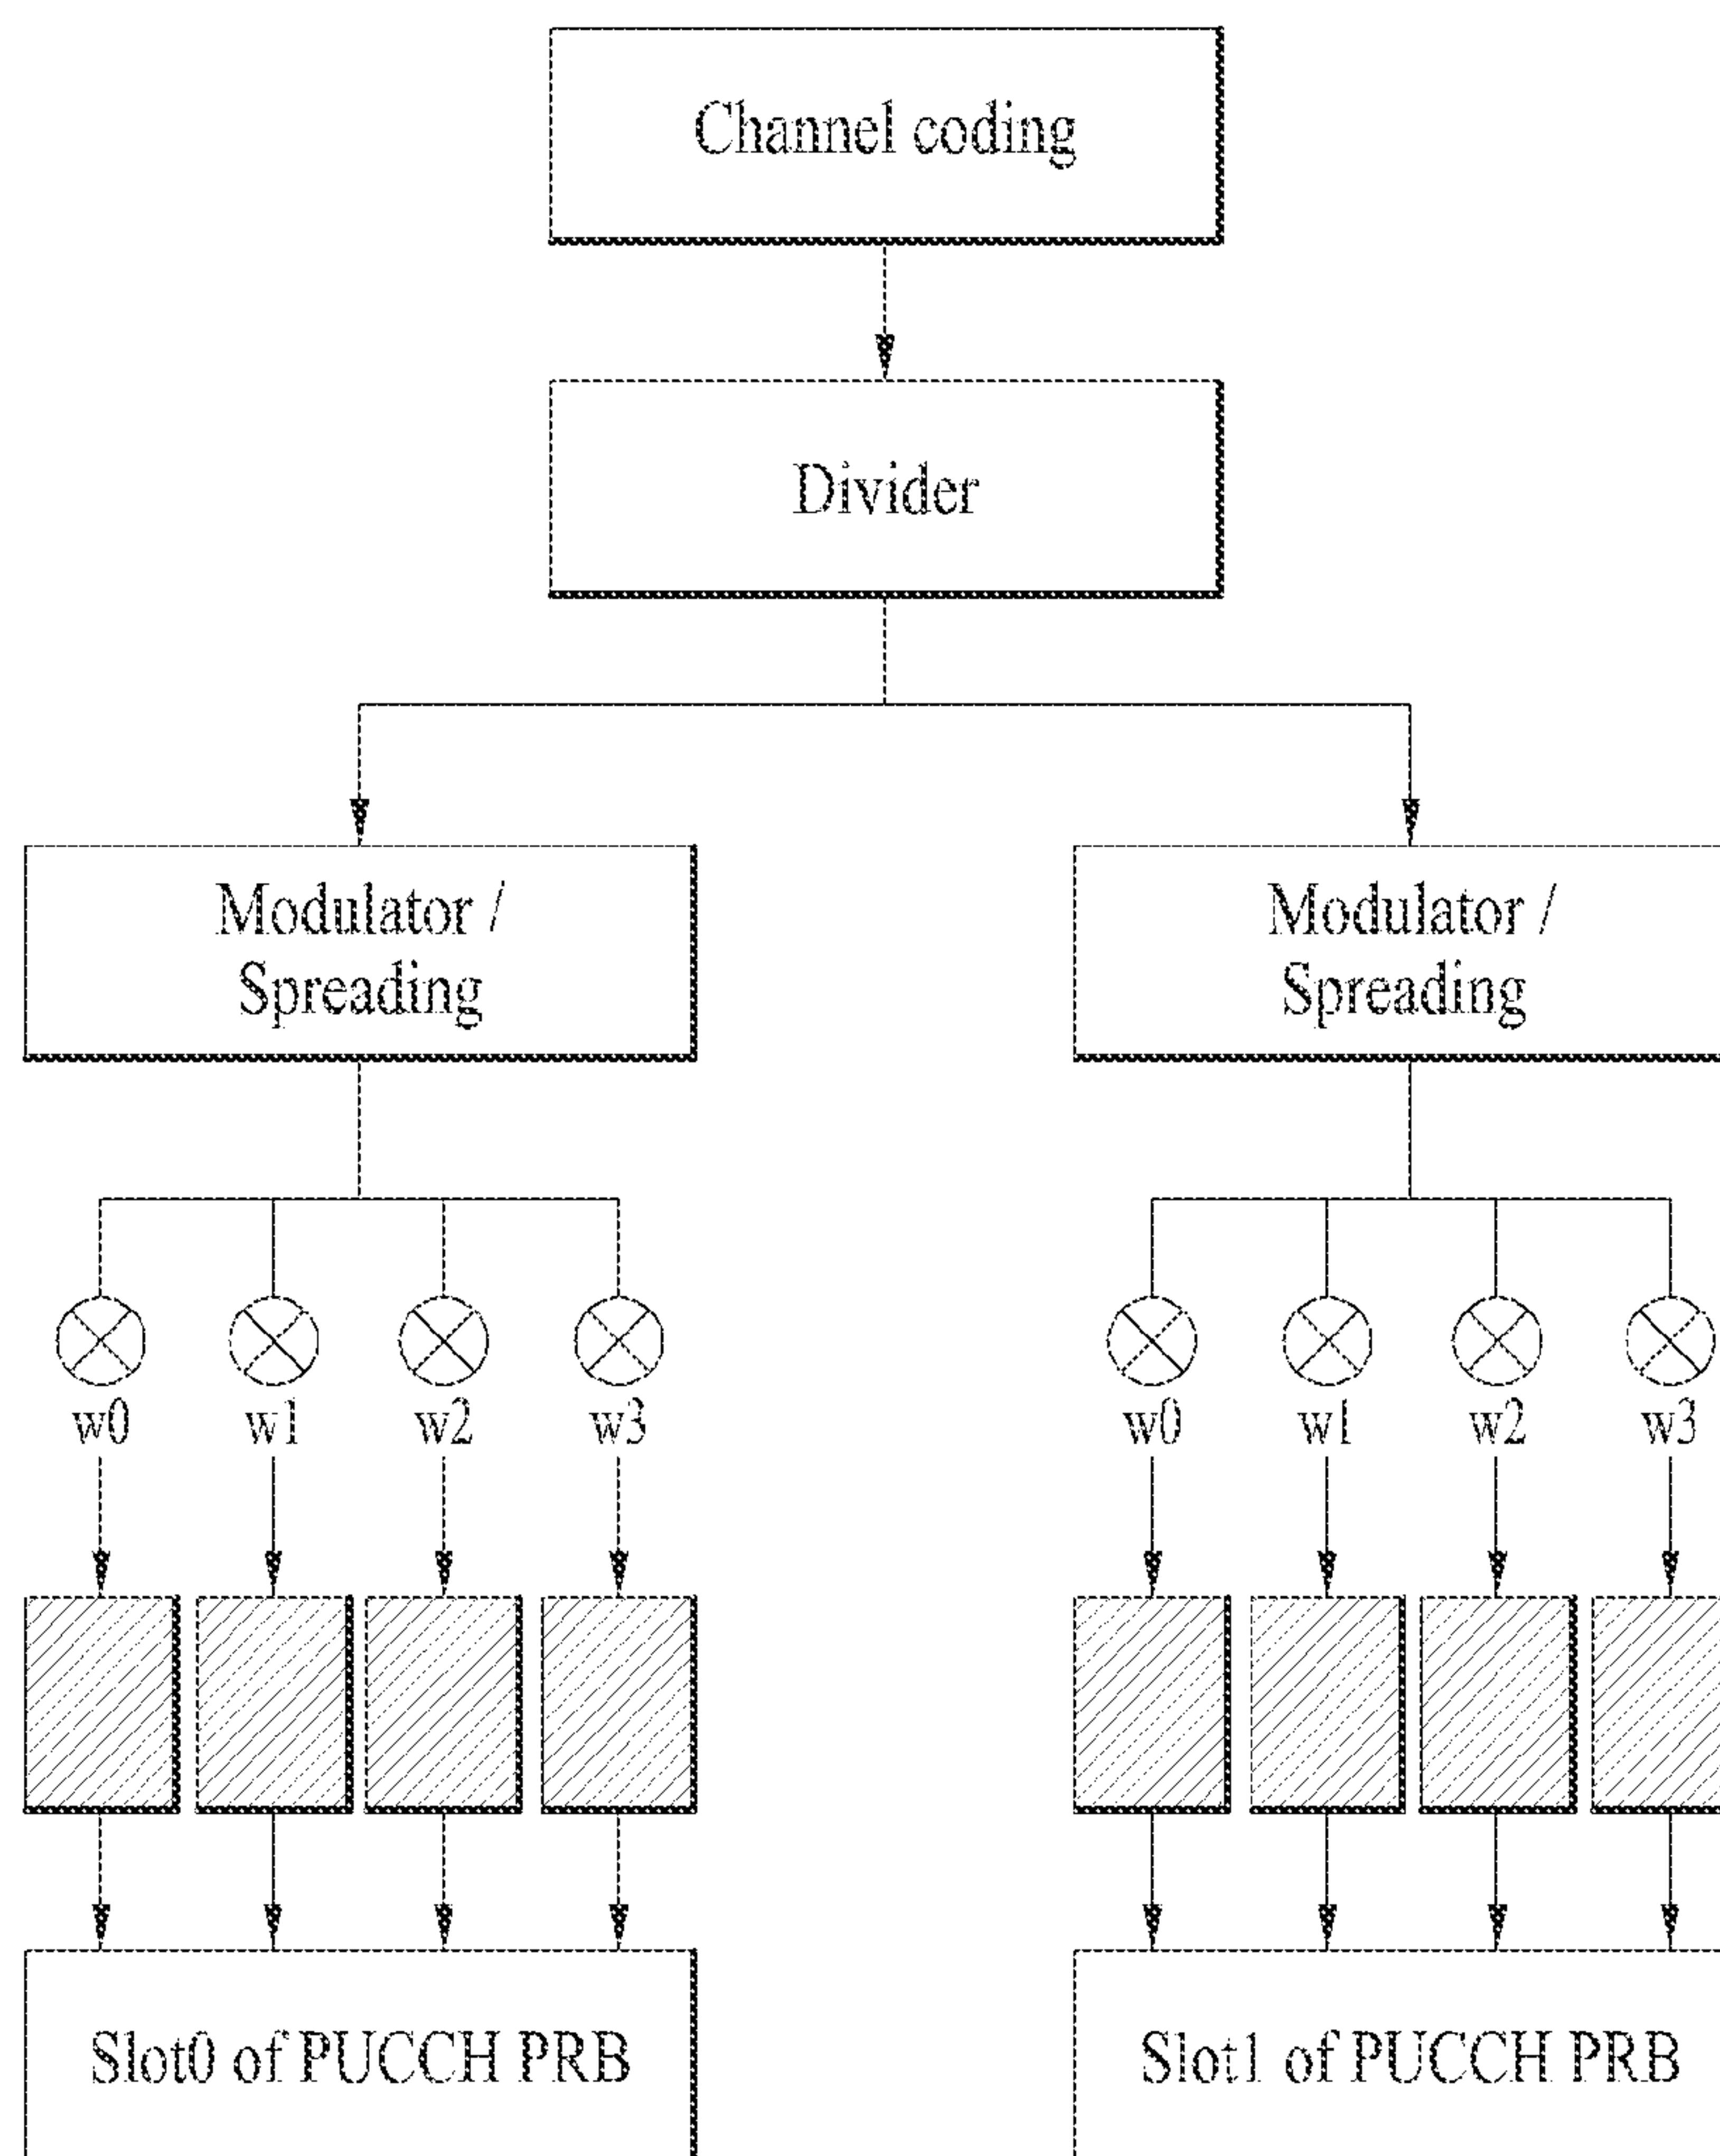 Channel coding
Divider
Modulator /
Spreading
Modulator /
Spreading
w0 w1 w2 w3
w0 w1 w2 w3
Slot0 of PUCCH PRB
Slot1 of PUCCH PRB